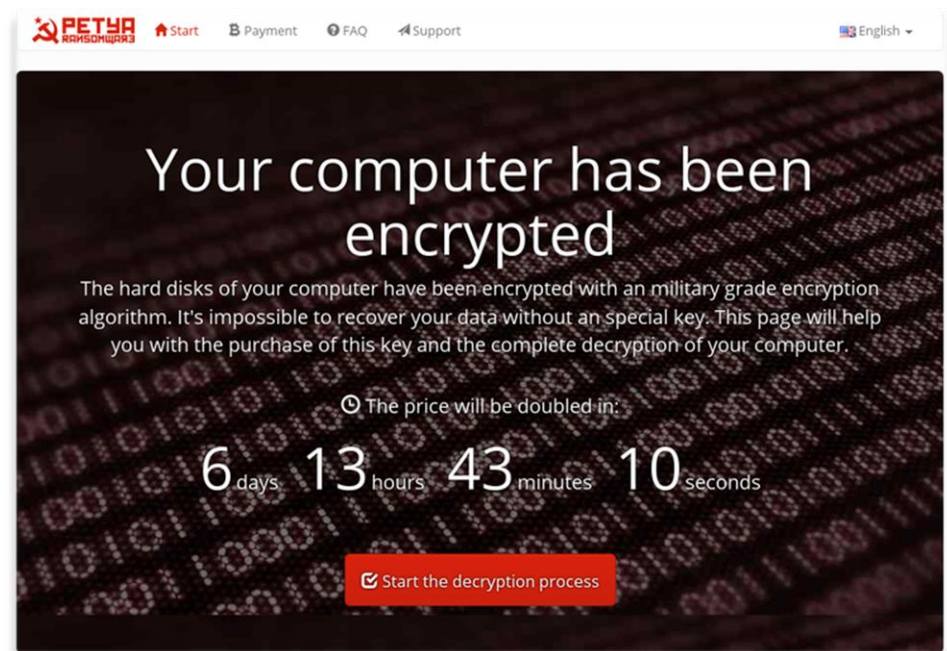 PETYA
RANSOMWARE
Start
Payment
FAQ
Support
English
Your computer has been
encrypted
The hard disks of your computer have been encrypted with an military grade encryption
algorithm. It's impossible to recover your data without an special key. This page will help
you with the purchase of this key and the complete decryption of your computer.
The price will be doubled in:
6 days 13 hours 43 minutes 10 seconds
Start the decryption process